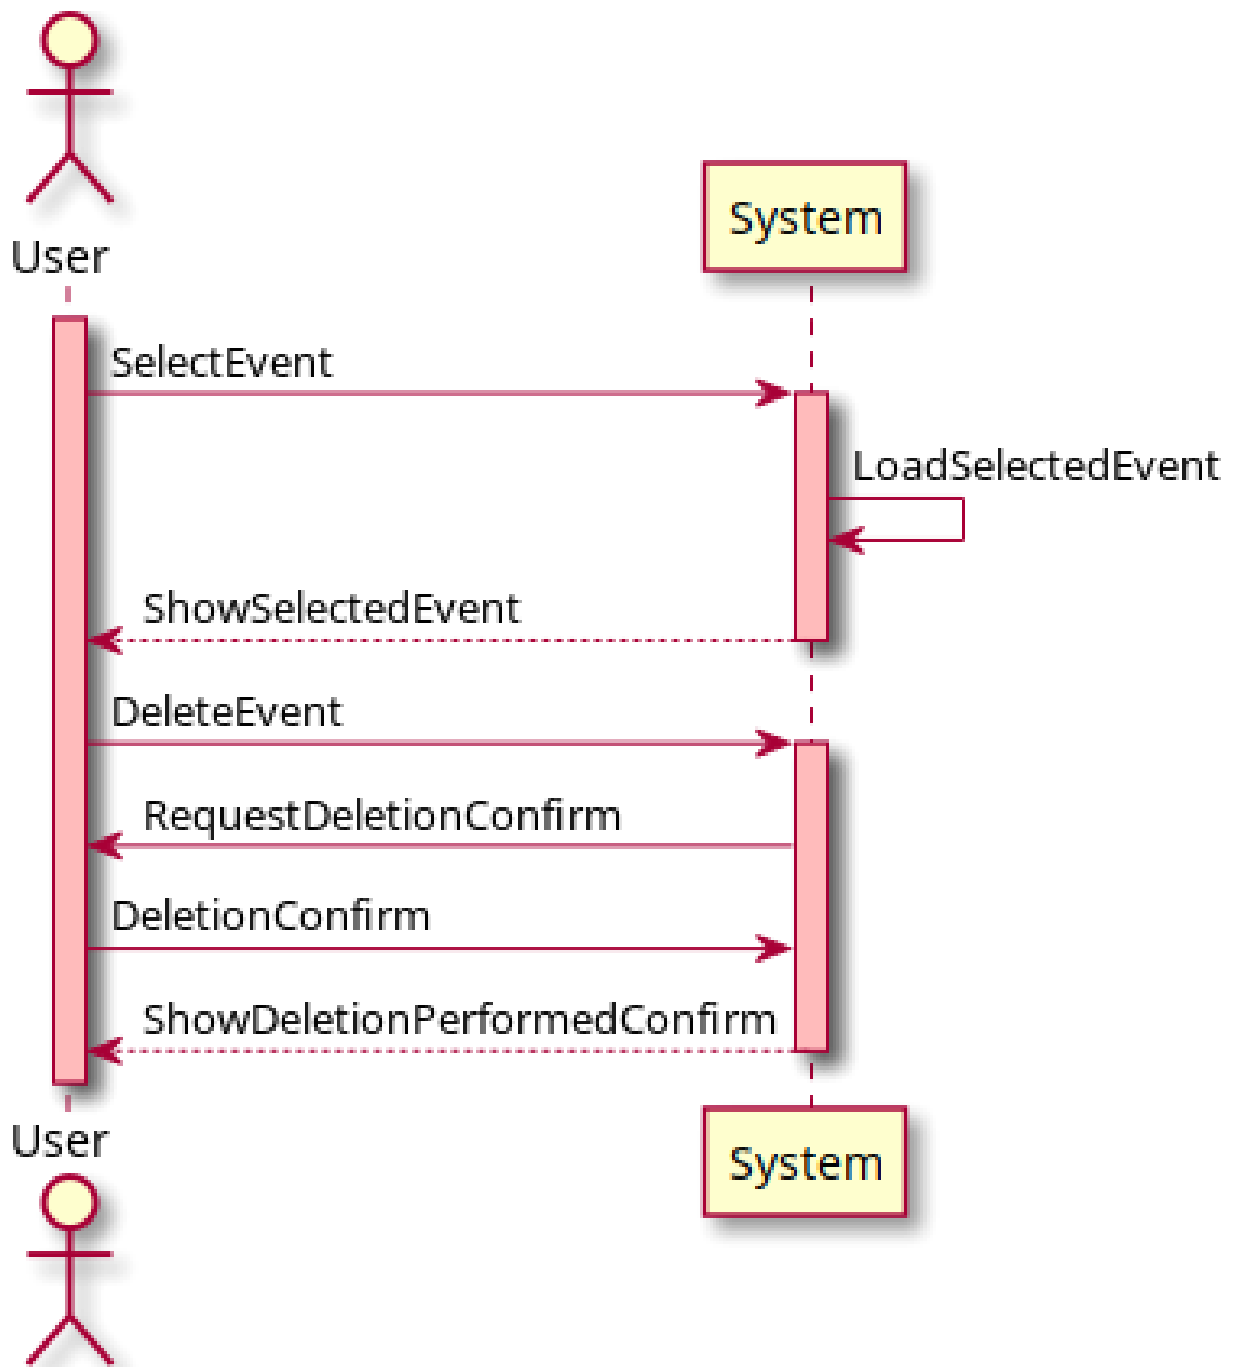 User
System
SelectEvent
LoadSelectedEvent
ShowSelectedEvent
DeleteEvent
RequestDeletionConfirm
DeletionConfirm
ShowDeletionPerformedConfirm
User
System